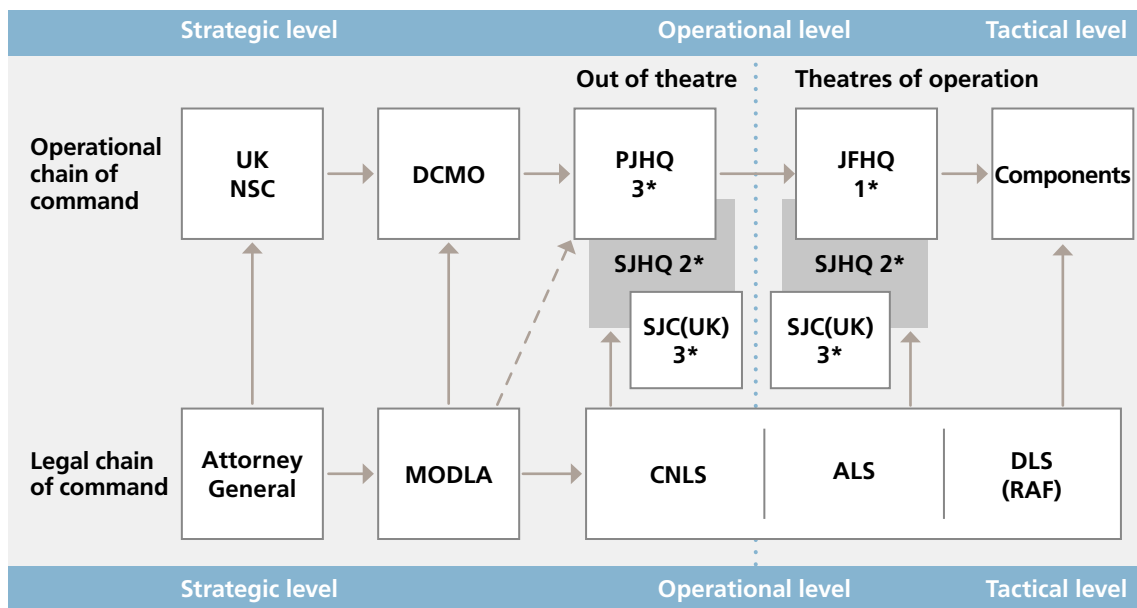 Strategic level
Operational level
Tactical level
Out of theatre
Theatres of operation
Operational
chain of
command
UK
NSC
DCMO
PJHQ
3*
JFHQ
1*
Components
SJHQ 2*
SJHQ 2*
SJC(UK)
3*
SJC(UK)
3*
Legal chain
of command
Attorney
General
MODLA
CNLS
ALS
DLS
(RAF)
Strategic level
Operational level
Tactical level